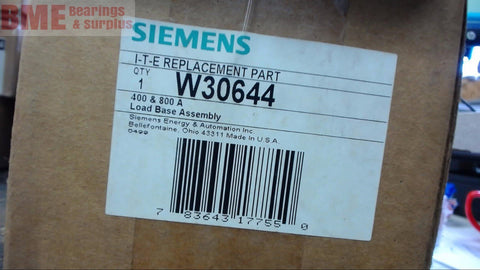 BME Bearings
& surplus
SIEMENS
I-T-E REPLACEMENT PART
QTY
1 W30644
400 & 800 A
Load Base Assembly
Siemens Energy & Automation Inc.
Bellefontaine, Ohio 43311 Made In U.S.A
0499
7 83643 17755 0